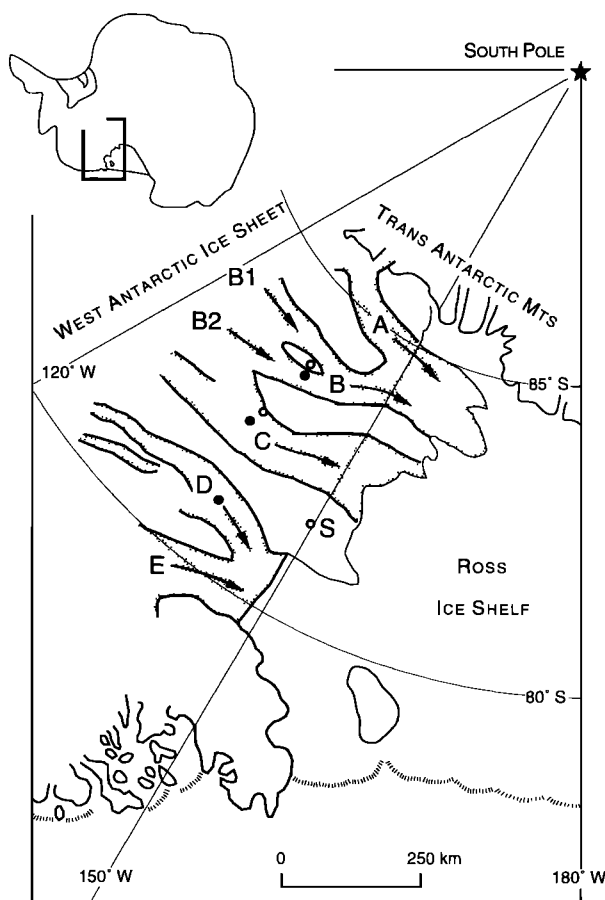 SOUTH POLE
WEST ANTARCTIC ICE SHEET
TRANS ANTARCTIC MTS
B1
B2
A
120° W
85° S
B
C
D
S
E
ROSS
ICE SHELF
80° S
0
250 km
150° W
180° W